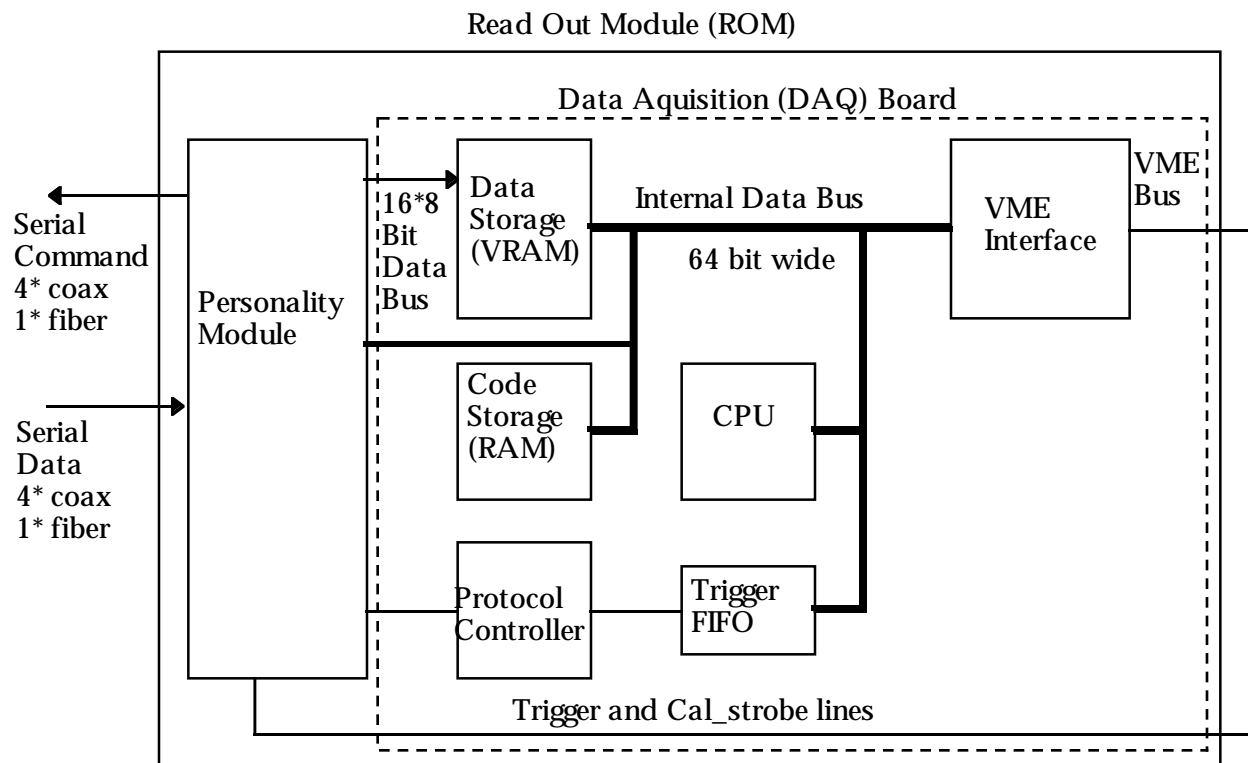 Read Out Module (ROM)
Data Aquisition (DAQ) Board
Serial
Command
4* coax
1* fiber
Serial
Data
4* coax
1* fiber
Personality
Module
16*8
Bit
Data
Bus
Data
Storage
(VRAM)
Internal Data Bus
64 bit wide
VME
Interface
VME
Bus
Code
Storage
(RAM)
CPU
Protocol
Controller
Trigger
FIFO
Trigger and Cal_strobe lines